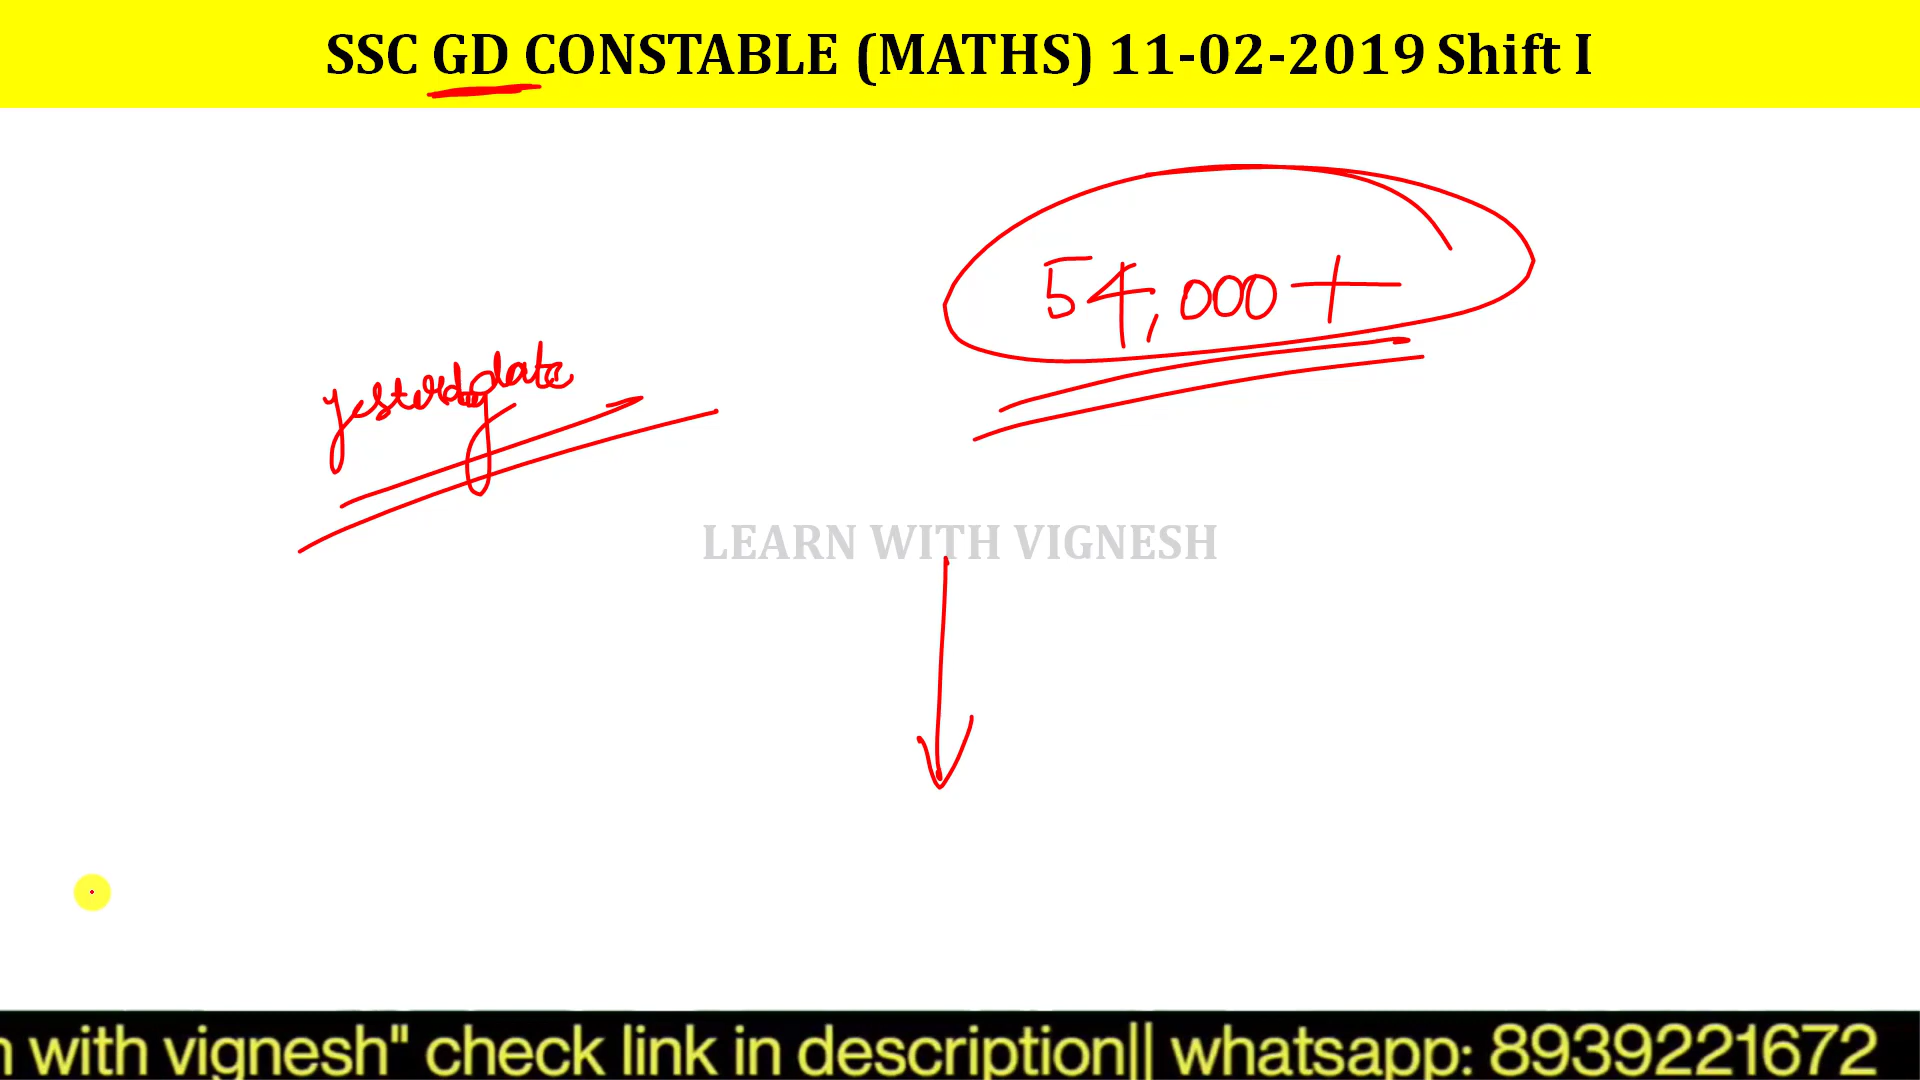 SSC GD CONSTABLE (MATHS) 11-02-2019 Shift I
54,000+
LEARN WITH VIGNESH
n with vignesh" check link in description|| whatsapp: 8939221672